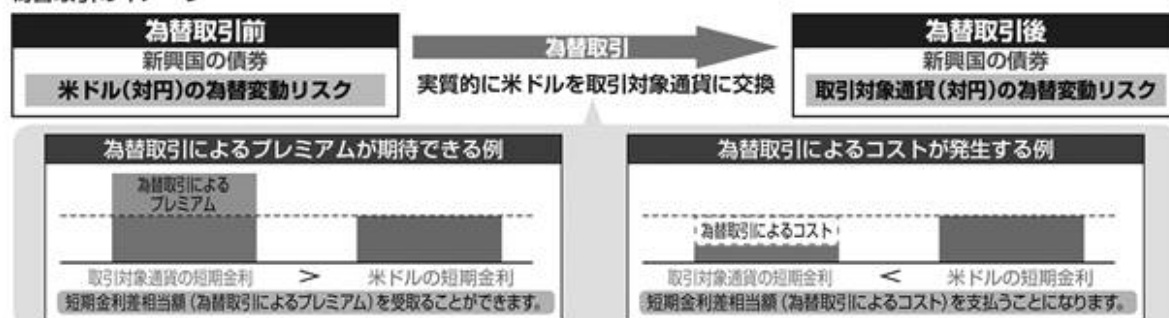 為替取引前
新興国の債券
米ドル(対円)の為替変動リスク
為替取引
実質的に米ドルを取引対象通貨に交換
為替取引後
新興国の債券
取引対象通貨(対円)の為替変動リスク
為替取引によるプレミアムが期待できる例
為替取引による
プレミアム
取引対象通貨の短期金利 > 米ドルの短期金利
短期金利差相当額(為替取引によるプレミアム)を受取ることができます。
為替取引によるコストが発生する例
為替取引によるコスト
取引対象通貨の短期金利 < 米ドルの短期金利
短期金利差相当額(為替取引によるコスト)を支払うことになります。